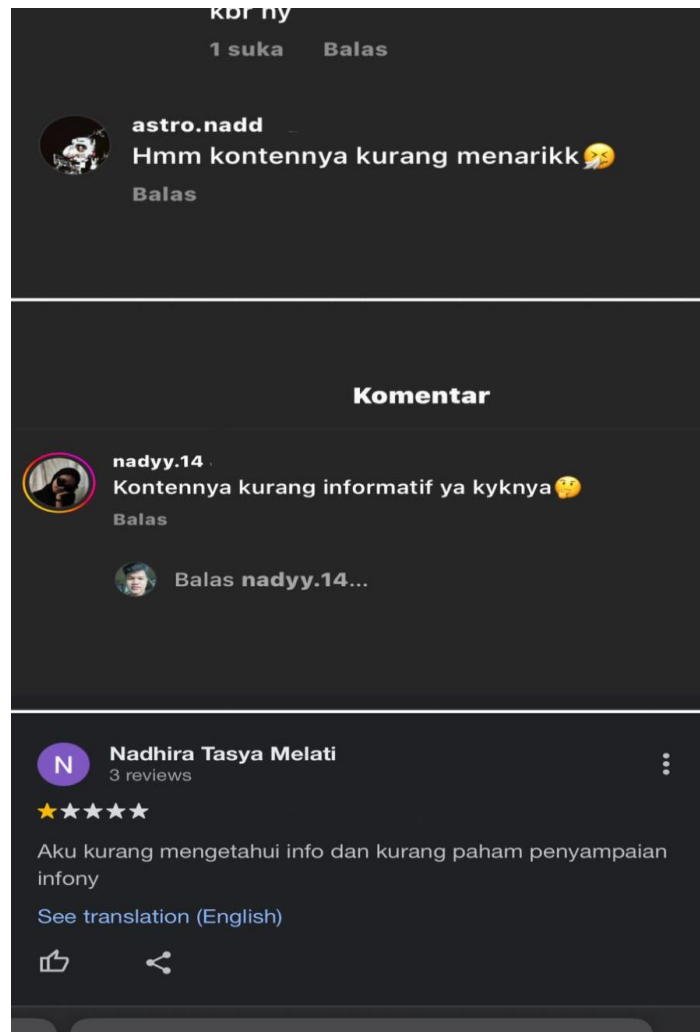 kbr ny
1 suka Balas
astro.nadd
Hmm kontennya kurang menarikk🤧
Balas
Komentar
nadyy.14
Kontennya kurang informatif ya kyknya🤔
Balas
Balas nadyy.14...
N
Nadhira Tasya Melati
3 reviews
Aku kurang mengetahui info dan kurang paham penyampaian
infony
See translation (English)